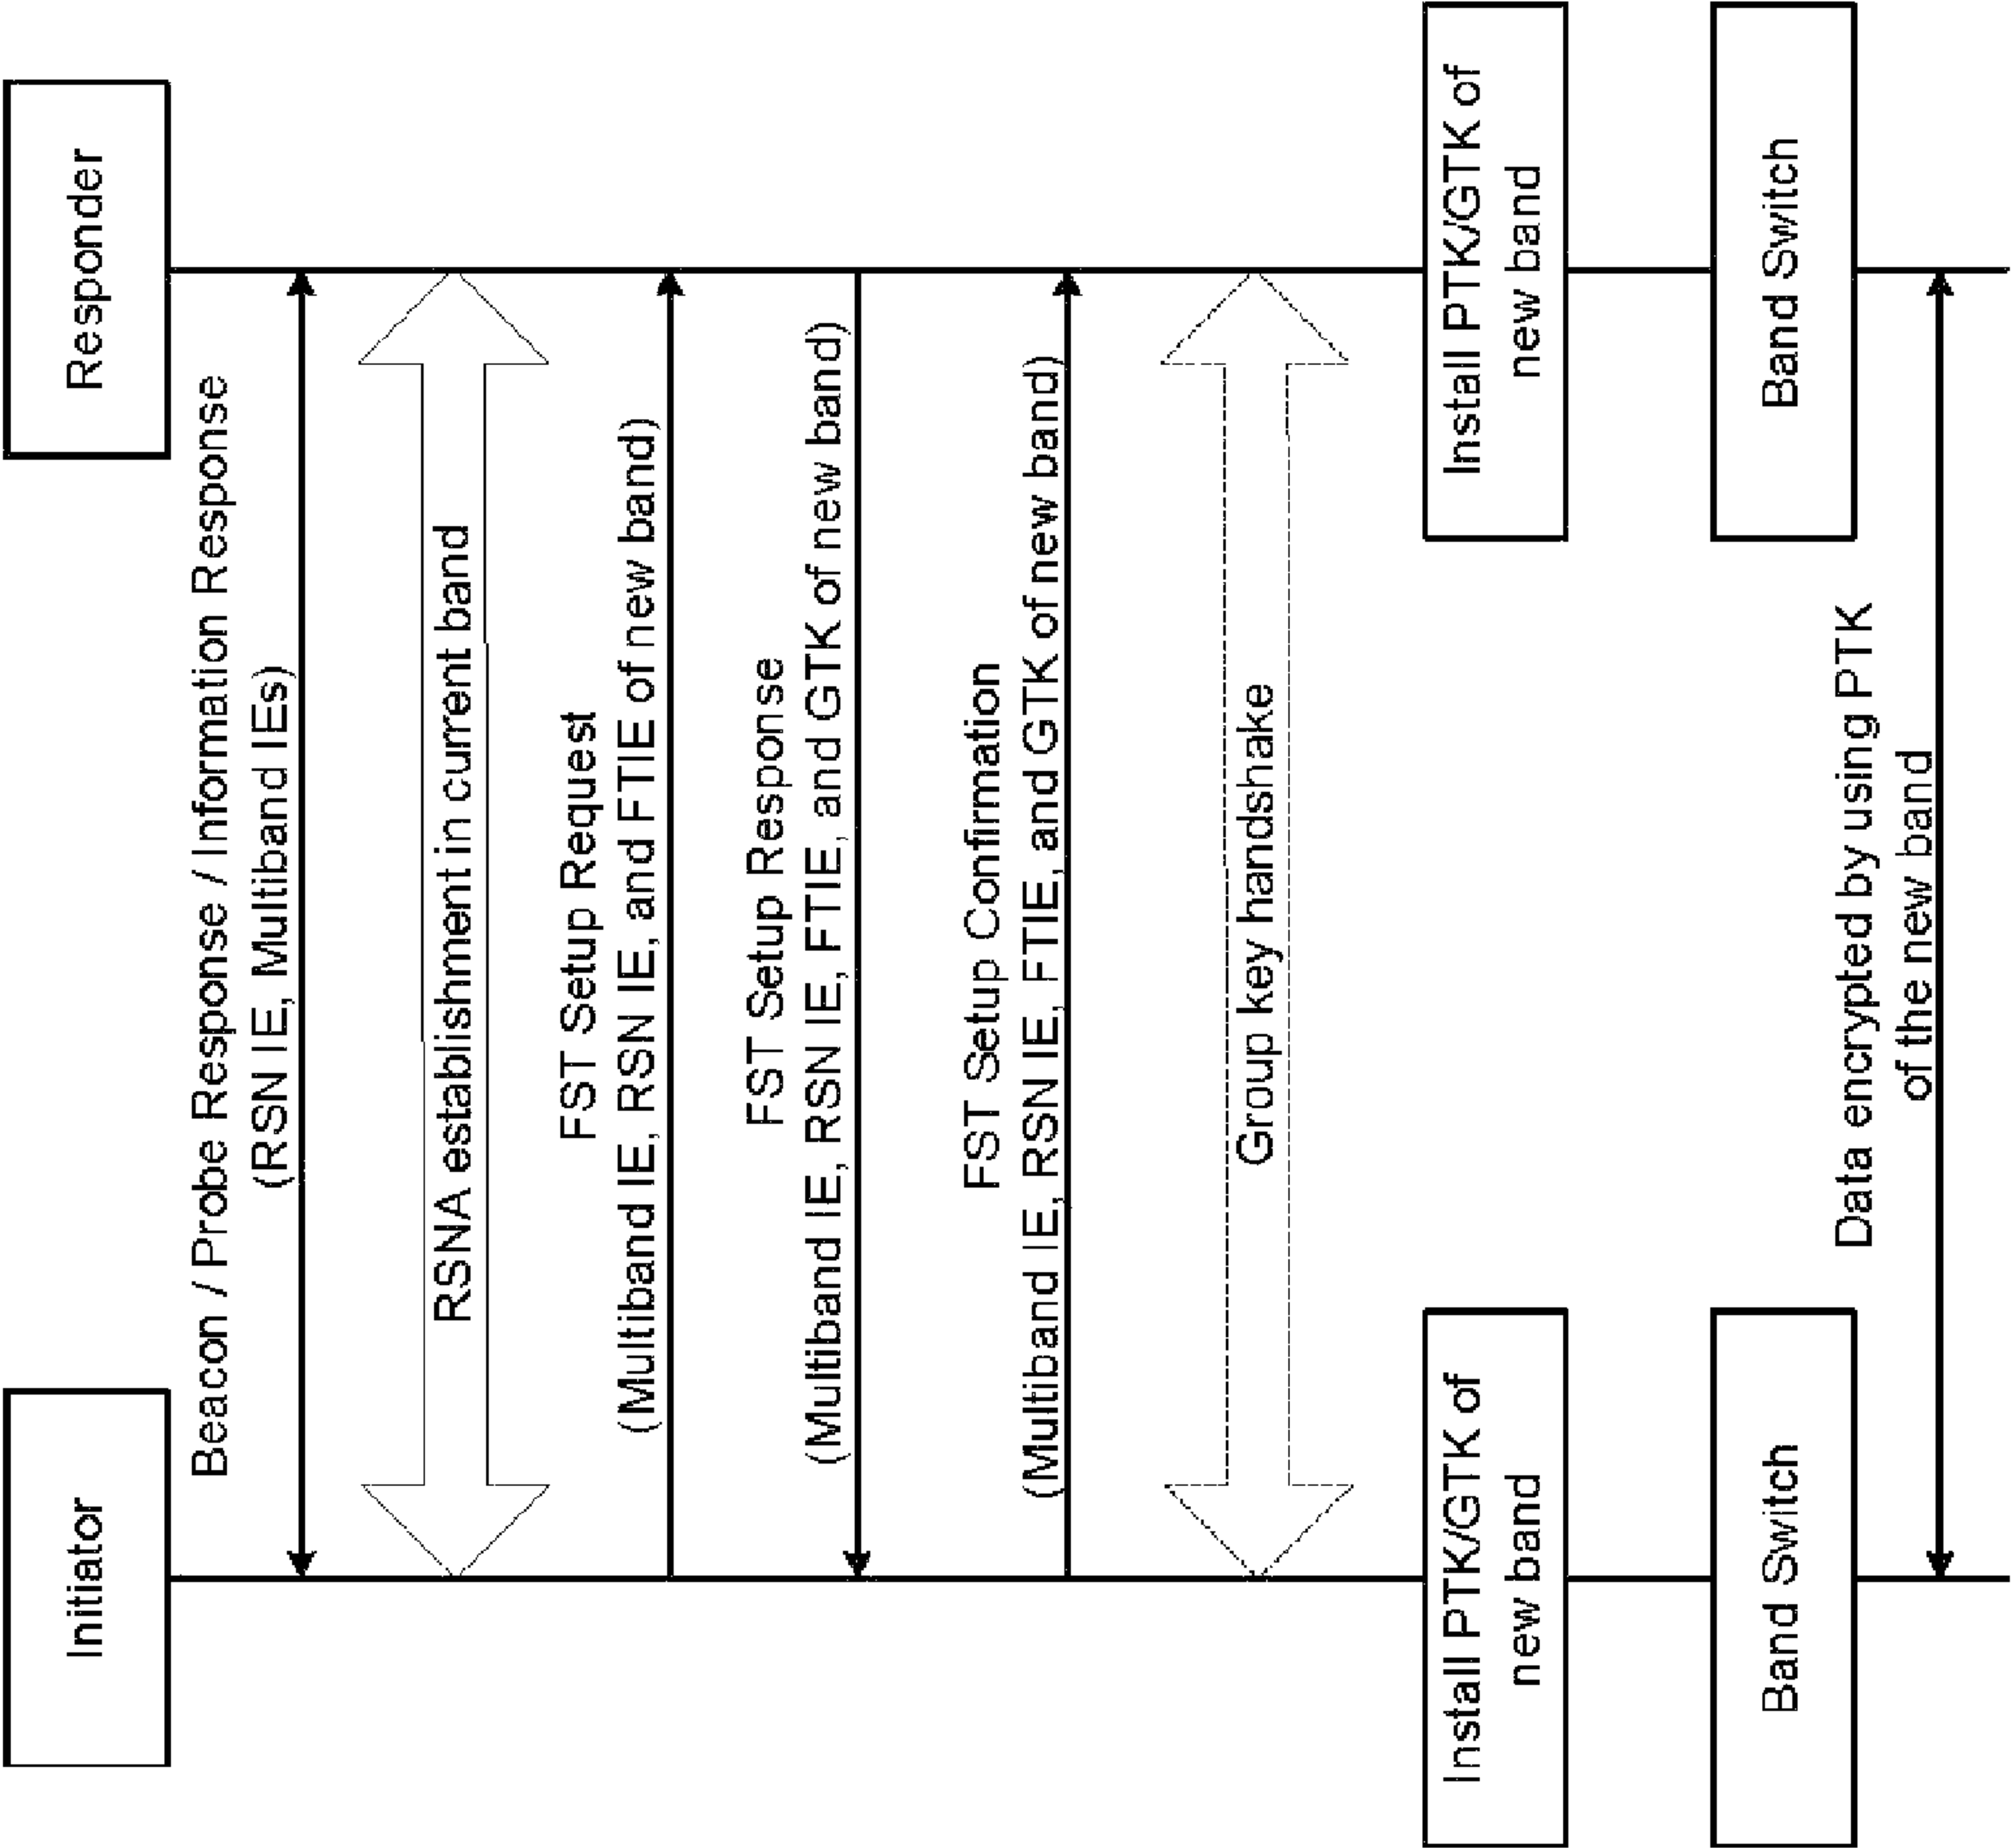 Initiator
Responder
Beacon / Probe Response / Information Response
(RSN IE, Multiband IEs)
RSNA establishment in current band
FST Setup Request
(Multiband IE, RSN IE, and FTIE of new band)
FST Setup Response
(Multiband IE, RSN IE, FTIE, and GTK of new band)
FST Setup Confirmation
(Multiband IE, RSN IE, FTIE, and GTK of new band)
Group key handshake
Install PTK/GTK of
new band
Install PTK/GTK of
new band
Band Switch
Band Switch
Data encrypted by using PTK
of the new band